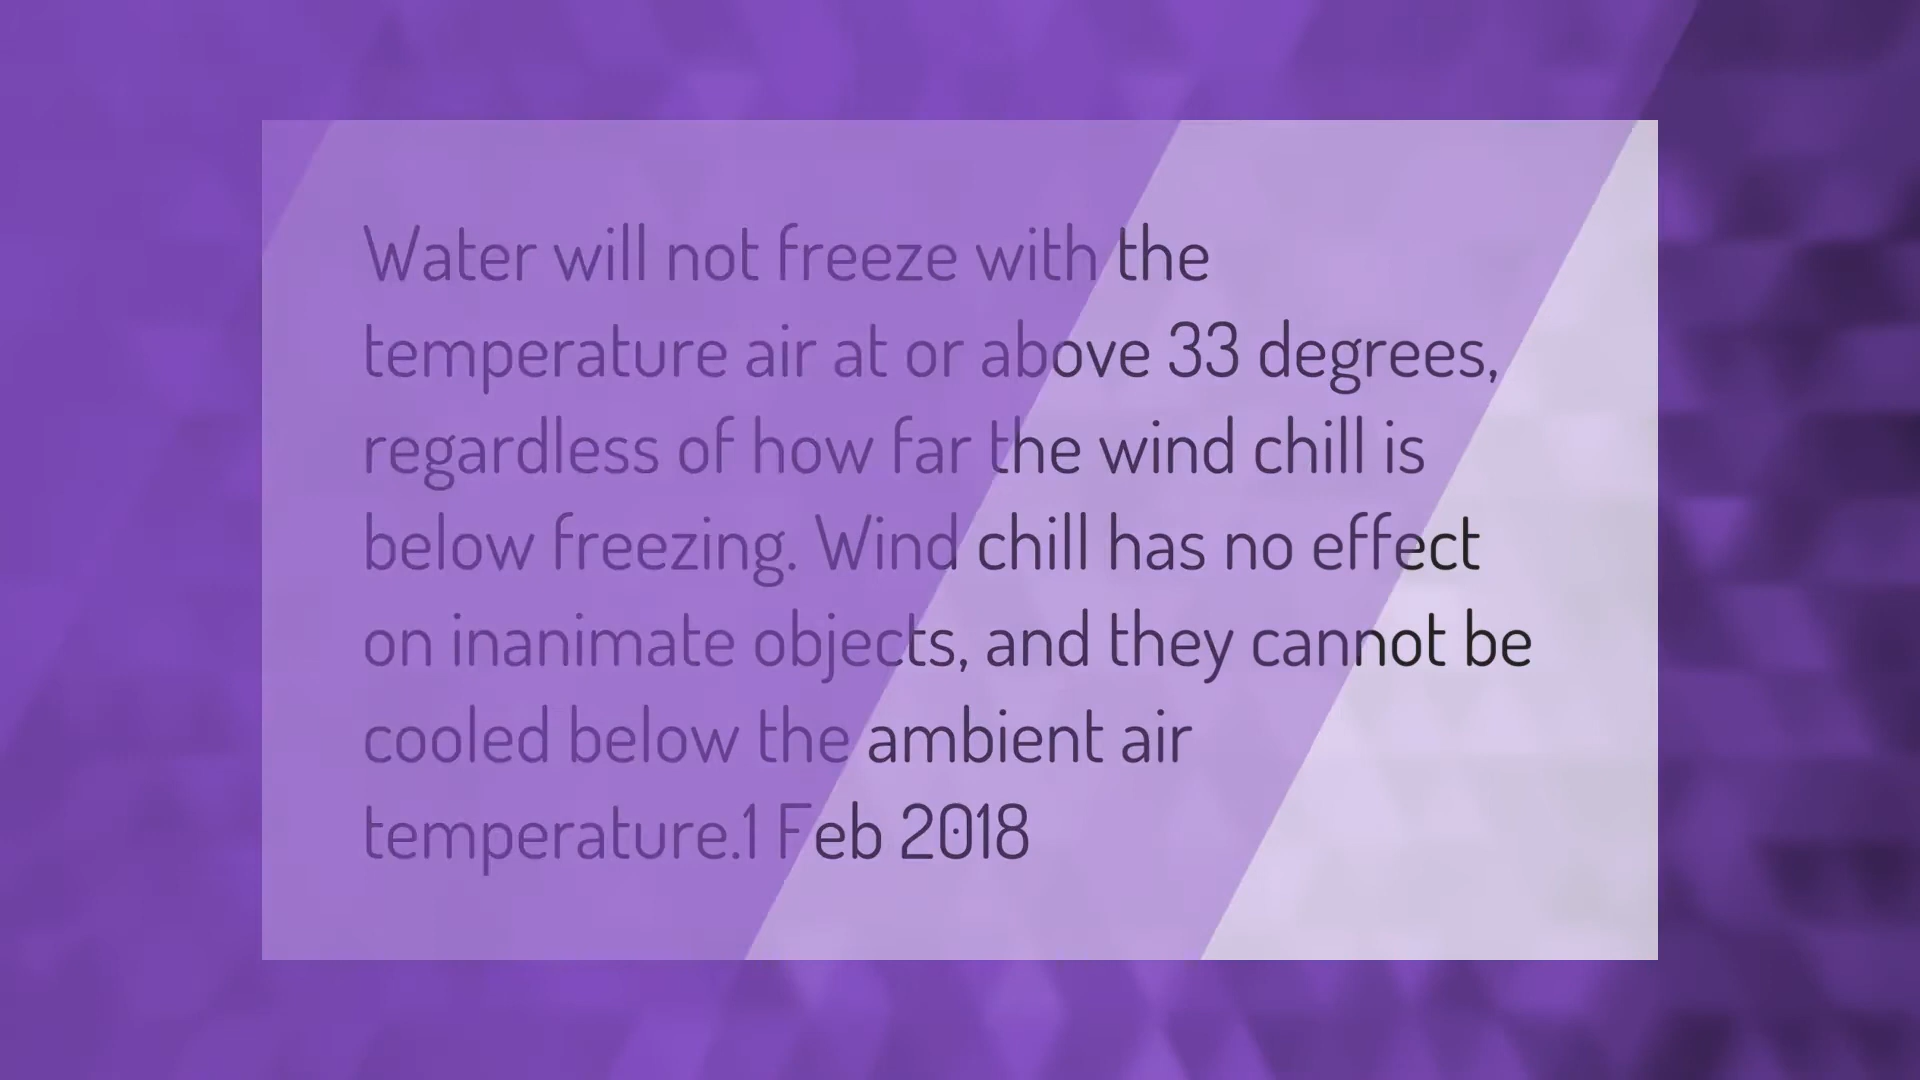 Water will not freeze with the
temperature air at or above 33 degrees,
regardless of how far the wind chill is
below freezing. Wind chill has no effect
on inanimate objects, and they cannot be
cooled below the ambient air
temperature.1 Feb 2018